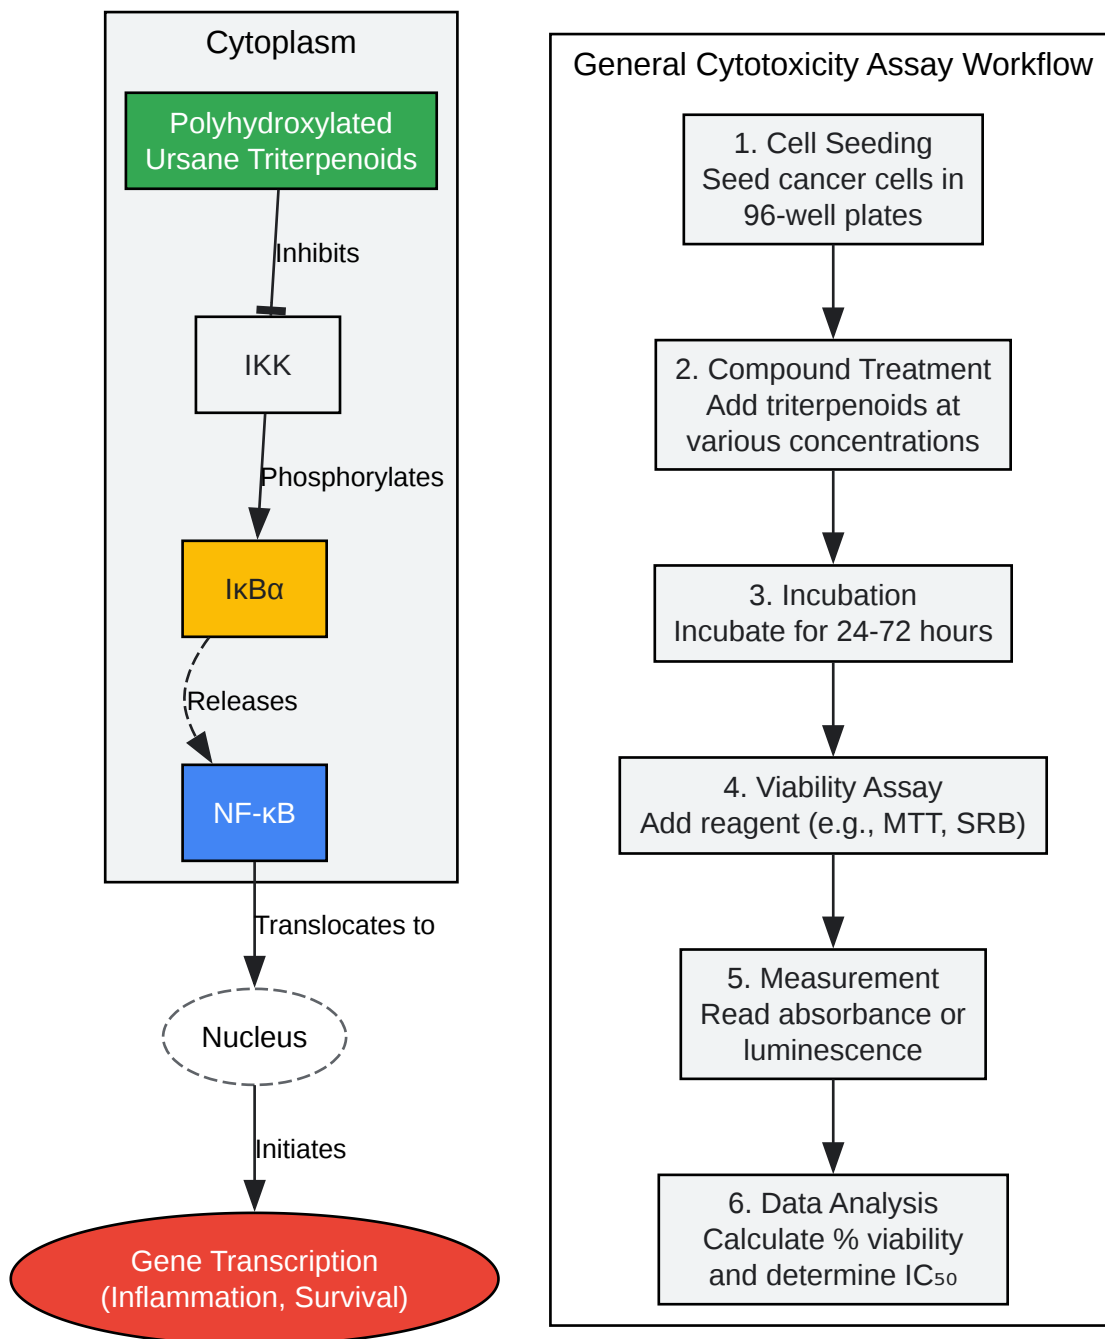 Cytoplasm
Polyhydroxylated
Ursane Triterpenoids
Inhibits
IKK
Phosphorylates
IκBα
Releases
NF-κB
Translocates to
Nucleus
Initiates
Gene Transcription
(Inflammation, Survival)
General Cytotoxicity Assay Workflow
1. Cell Seeding
Seed cancer cells in
96-well plates
2. Compound Treatment
Add triterpenoids at
various concentrations
3. Incubation
Incubate for 24-72 hours
4. Viability Assay
Add reagent (e.g., MTT, SRB)
5. Measurement
Read absorbance or
luminescence
6. Data Analysis
Calculate % viability
and determine IC₅₀